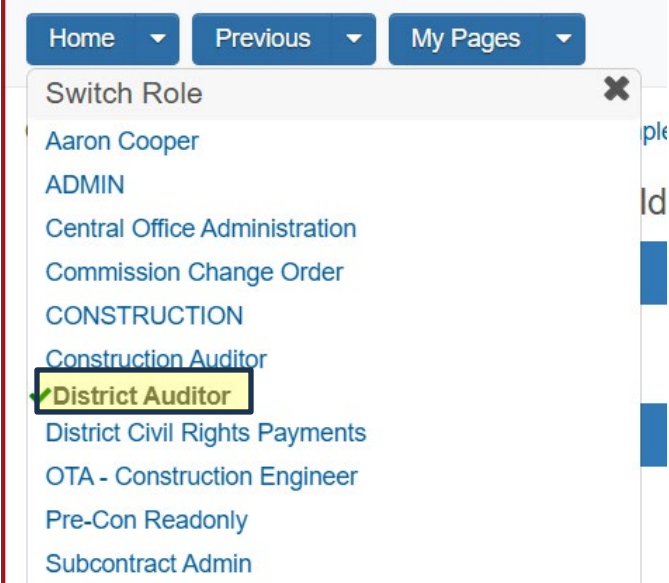 Home Previous My Pages
Switch Role
Aaron Cooper
ADMIN
Central Office Administration
Commission Change Order
CONSTRUCTION
Construction Auditor
District Auditor
District Civil Rights Payments
OTA - Construction Engineer
Pre-Con Readonly
Subcontract Admin